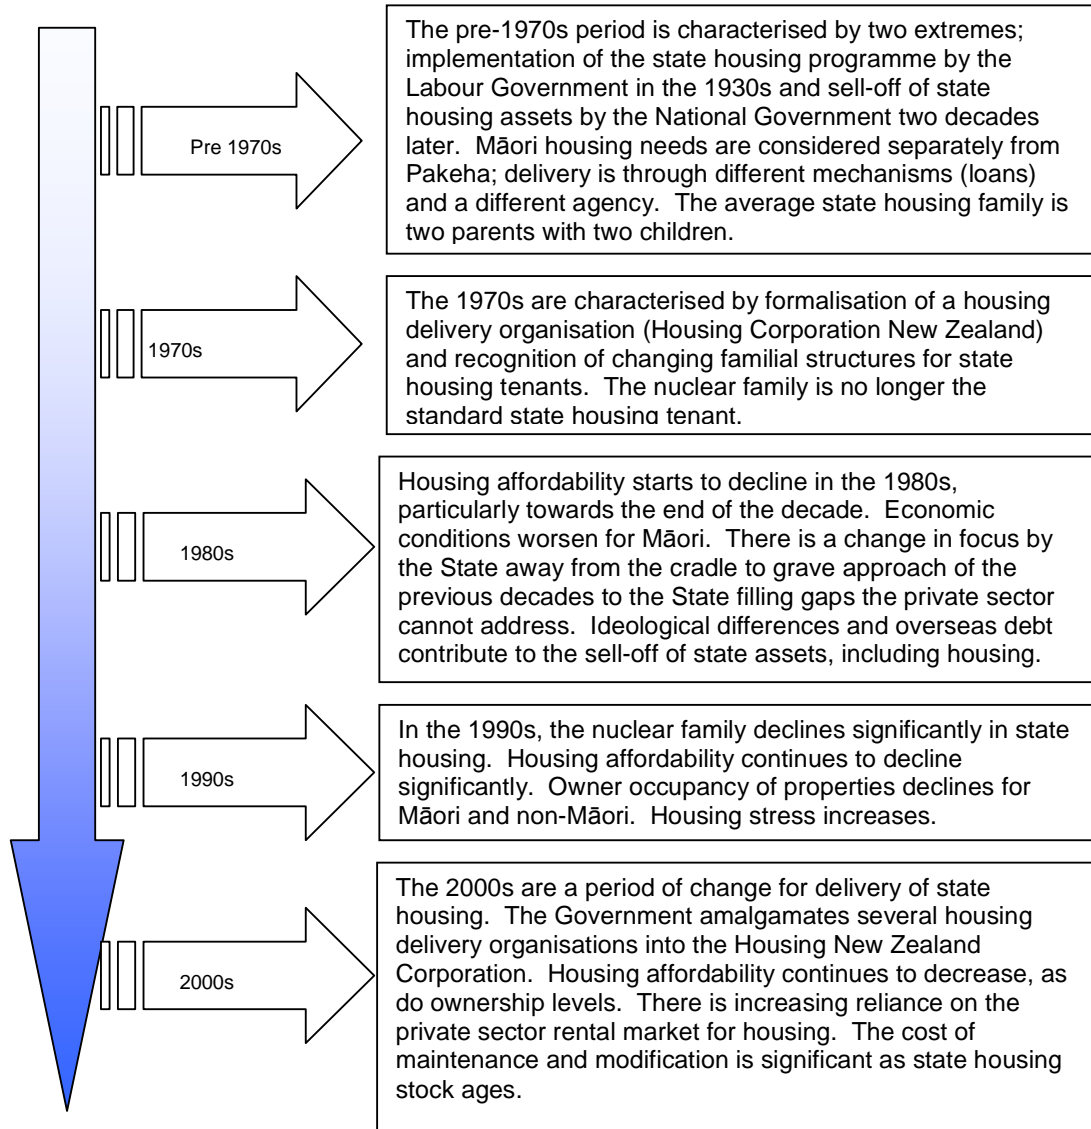 Pre 1970s
The pre-1970s period is characterised by two extremes;
implementation of the state housing programme by the
Labour Government in the 1930s and sell-off of state
housing assets by the National Government two decades
later.  Māori housing needs are considered separately from
Pakeha; delivery is through different mechanisms (loans)
and a different agency.  The average state housing family is
two parents with two children.
1970s
The 1970s are characterised by formalisation of a housing
delivery organisation (Housing Corporation New Zealand)
and recognition of changing familial structures for state
housing tenants.  The nuclear family is no longer the
standard state housing tenant.
1980s
Housing affordability starts to decline in the 1980s,
particularly towards the end of the decade.  Economic
conditions worsen for Māori.  There is a change in focus by
the State away from the cradle to grave approach of the
previous decades to the State filling gaps the private sector
cannot address.  Ideological differences and overseas debt
contribute to the sell-off of state assets, including housing.
1990s
In the 1990s, the nuclear family declines significantly in state
housing.  Housing affordability continues to decline
significantly.  Owner occupancy of properties declines for
Māori and non-Māori.  Housing stress increases.
2000s
The 2000s are a period of change for delivery of state
housing.  The Government amalgamates several housing
delivery organisations into the Housing New Zealand
Corporation.  Housing affordability continues to decrease, as
do ownership levels.  There is increasing reliance on the
private sector rental market for housing.  The cost of
maintenance and modification is significant as state housing
stock ages.